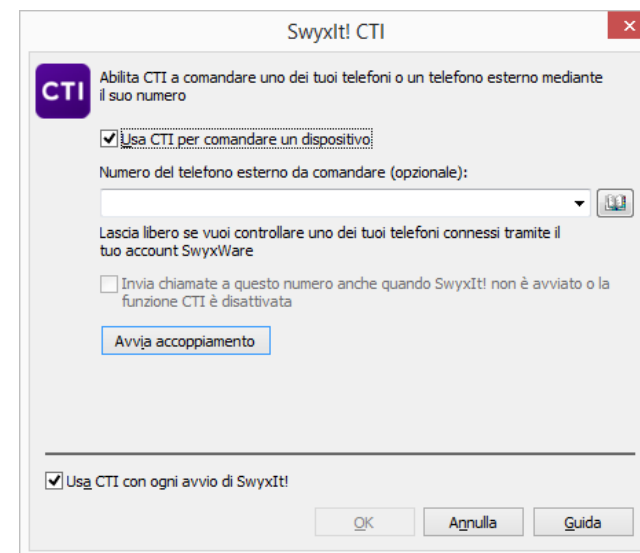 SwyxIt! CTI
CTI
Abilita CTI a comandare uno dei tuoi telefoni o un telefono esterno mediante
il suo numero
Usa CTI per comandare un dispositivo
Numero del telefono esterno da comandare (opzionale):
Lascia libero se vuoi controllare uno dei tuoi telefoni connessi tramite il
tuo account SwyxWare
Invia chiamate a questo numero anche quando SwyxIt! non è avviato o la
funzione CTI è disattivata
Avvia accoppiamento
Usa CTI con ogni avvio di SwyxIt!
OK Annulla Guida